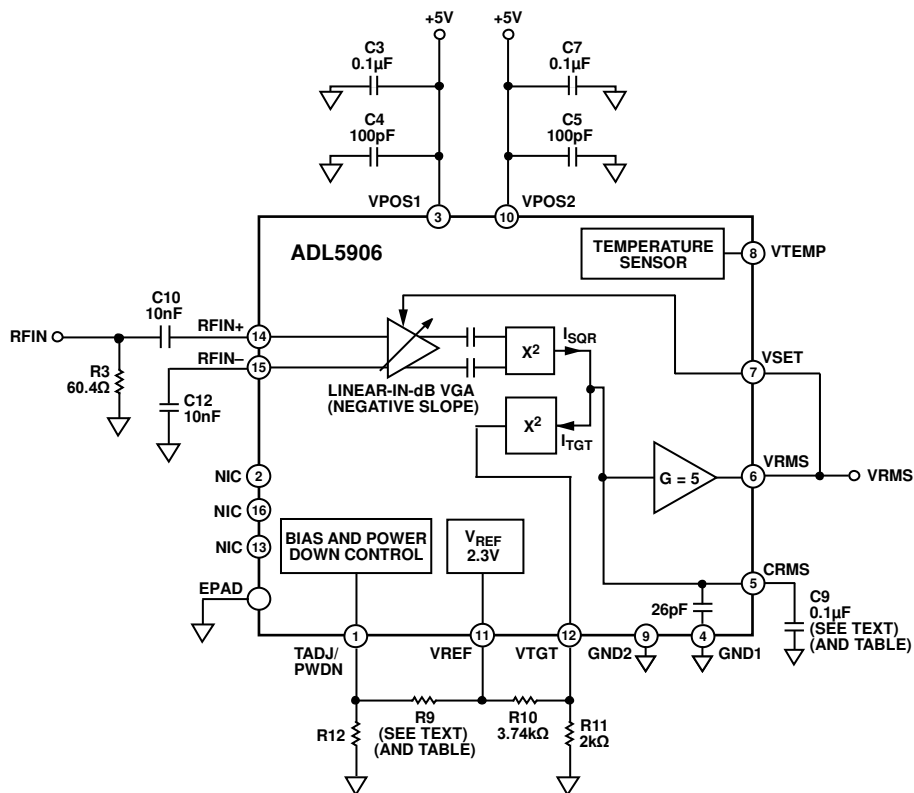 +5V
+5V
C3
0.1µF
C7
0.1µF
C4
100pF
C5
100pF
VPOS1
3
10
VPOS2
ADL5906
TEMPERATURE
SENSOR
8
VTEMP
C10
10nF
RFIN
RFIN+
14
RFIN–
15
R3
60.4Ω
C12
10nF
LINEAR-IN-dB VGA
(NEGATIVE SLOPE)
X2
ISQR
X2
ITGT
VSET
7
G = 5
VRMS
6
VRMS
NIC
2
NIC
16
NIC
13
EPAD
BIAS AND POWER
DOWN CONTROL
VREF
2.3V
26pF
CRMS
5
C9
0.1µF
(SEE TEXT)
(AND TABLE)
1
11
12
9
4
TADJ/
PWDN
VREF
VTGT
GND2
GND1
R12
R9
(SEE TEXT)
(AND TABLE)
R10
3.74kΩ
R11
2kΩ